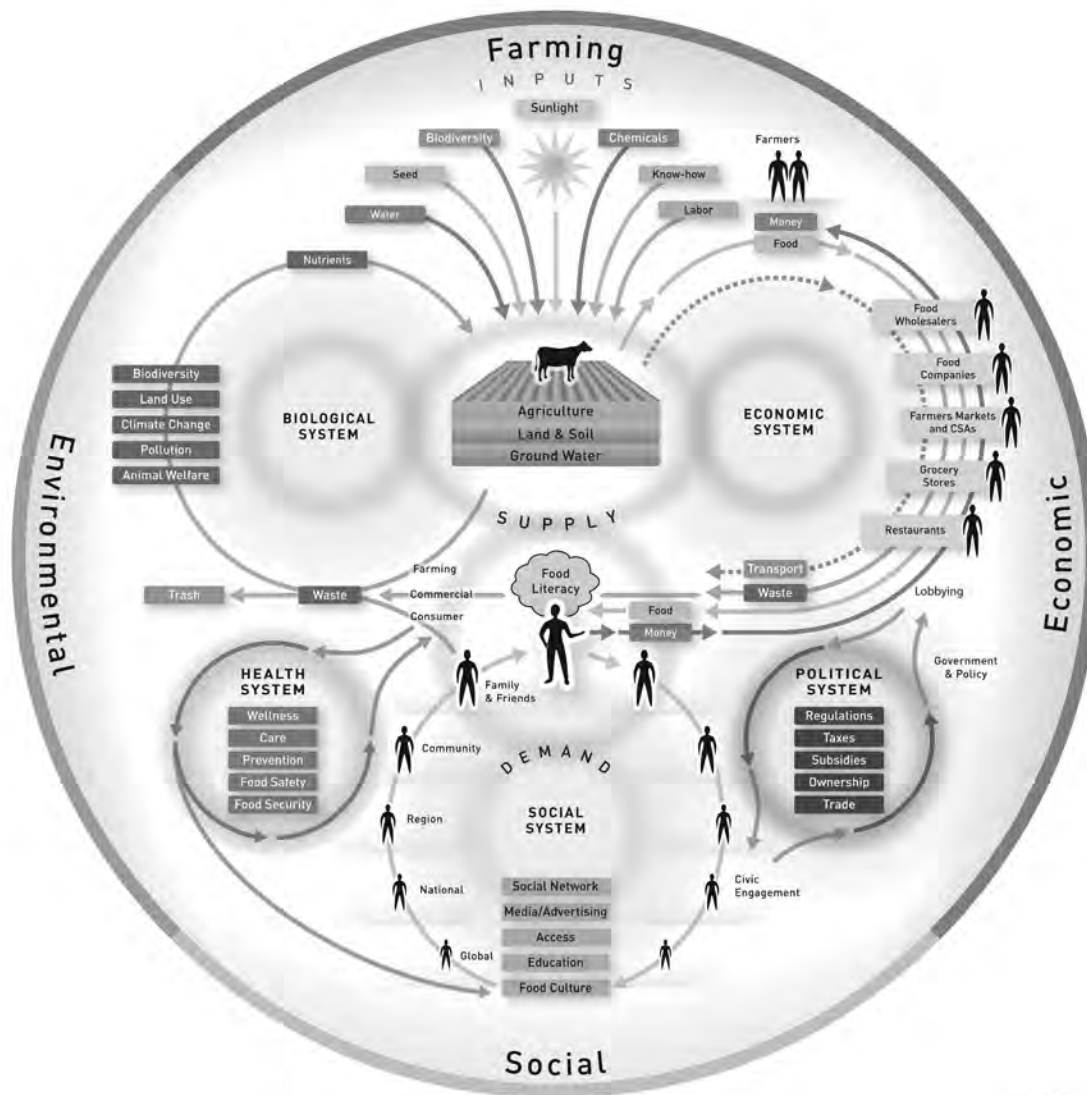 Farming
INPUTS
Sunlight
Biodiversity
Chemicals
Farmers
Seed
Know-how
Water
Labor
Money
Food
Nutrients
Food
Wholesalers
Food
Companies
Farmers Markets
and CSAs
Grocery
Stores
Restaurants
Biodiversity
Land Use
Climate Change
Pollution
Animal Welfare
BIOLOGICAL
SYSTEM
Agriculture
Land & Soil
Ground Water
ECONOMIC
SYSTEM
Environmental
Economic
SUPPLY
Farming
Commercial
Consumer
Trash
Waste
Food
Literacy
Transport
Waste
Food
Money
Lobbying
Government
& Policy
HEALTH
SYSTEM
Wellness
Care
Prevention
Food Safety
Food Security
Family
& Friends
Community
Region
National
Global
DEMAND
SOCIAL
SYSTEM
Social Network
Media/Advertising
Access
Education
Food Culture
POLITICAL
SYSTEM
Regulations
Taxes
Subsidies
Ownership
Trade
Civic
Engagement
Social